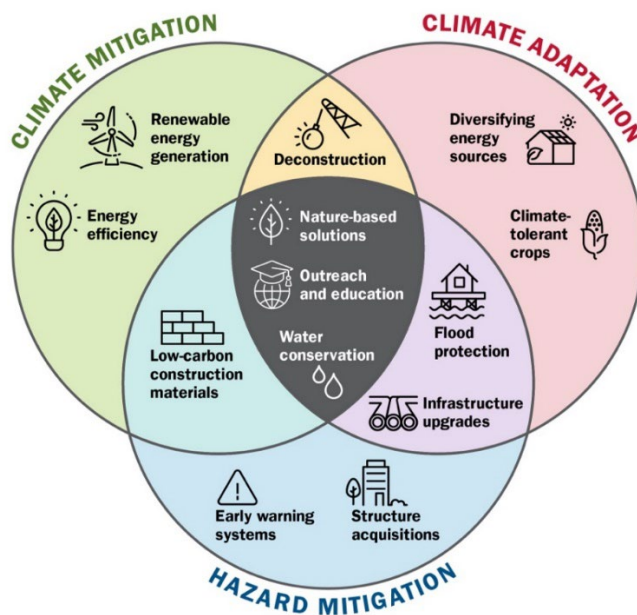 CLIMATE MITIGATION
CLIMATE ADAPTATION
Renewable
energy
generation
Deconstruction
Diversifying
energy
sources
Energy
efficiency
Nature-based
solutions
Climate-
tolerant
crops
Outreach
and education
Low-carbon
construction
materials
Water
conservation
Flood
protection
Infrastructure
upgrades
Early warning
systems
Structure
acquisitions
HAZARD MITIGATION